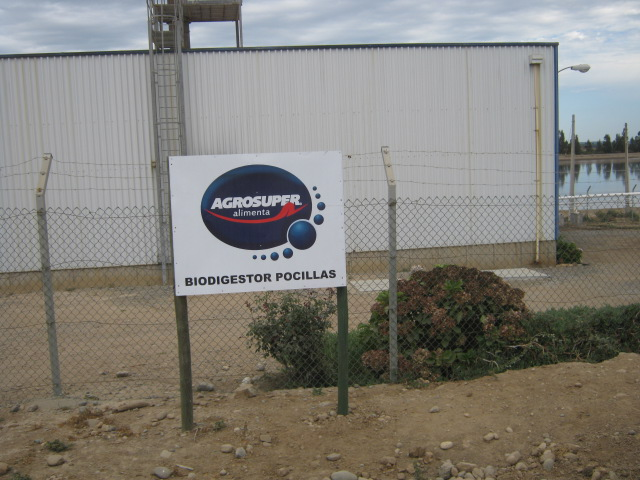 AGROSUPER
alimenta
BIODIGESTOR POCILLAS